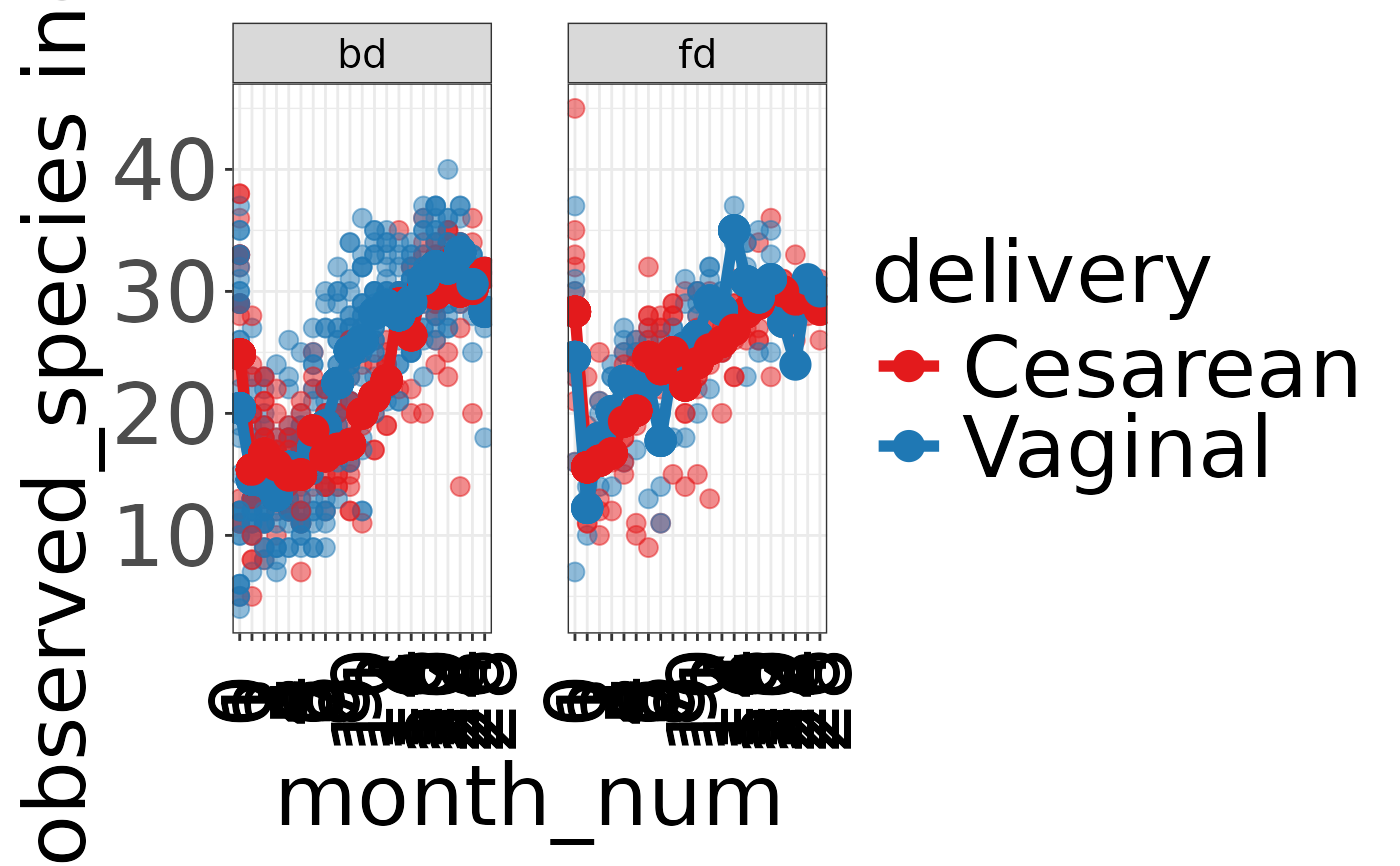 bd
fd
observed_species in
40
30
20
10
month_num
delivery
Cesarean
Vaginal